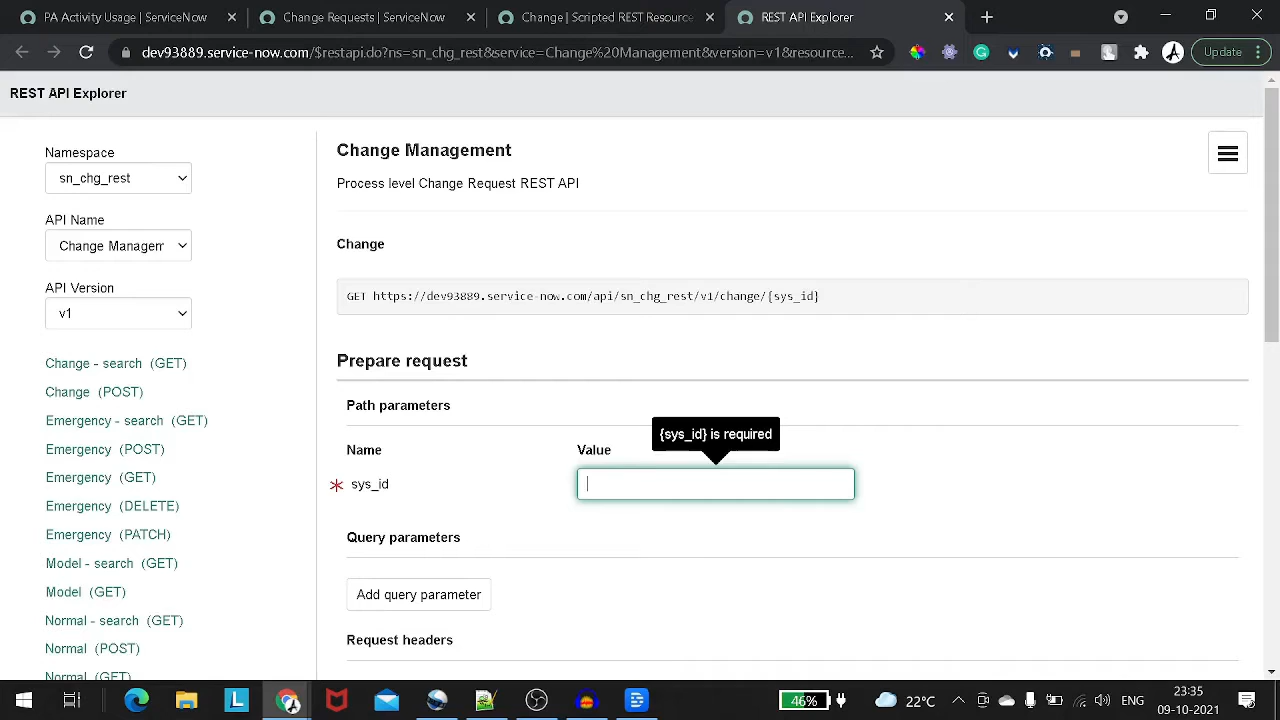 PA Activity Usage | ServiceNow
Change Requests | ServiceNow
Change | Scripted REST Resource
REST API Explorer
dev93889.service-now.com/$restapi.do?ns=sn_chg_rest&service=Change%20Management&version=v1&resource...
Update
REST API Explorer
Namespace
sn_chg_rest
API Name
Change Managem
API Version
v1
Change - search (GET)
Change (POST)
Emergency - search (GET)
Emergency (POST)
Emergency (GET)
Emergency (DELETE)
Emergency (PATCH)
Model - search (GET)
Model (GET)
Normal - search (GET)
Normal (POST)
Normal (GET)
Change Management
Process level Change Request REST API
Change
GET https://dev93889.service-now.com/api/sn_chg_rest/v1/change/{sys_id}
Prepare request
Path parameters
{sys_id} is required
Name Value
* sys_id
Query parameters
Add query parameter
Request headers
L
46%
22°C
ENG
23:35
09-10-2021